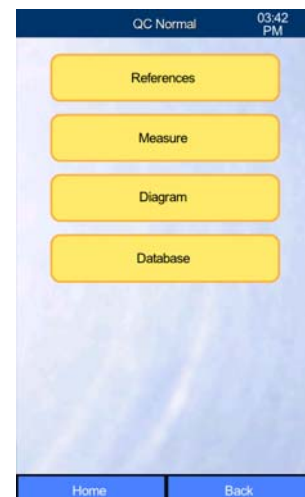 QC Normal
03:42
PM
References
Measure
Diagram
Database
Home
Back